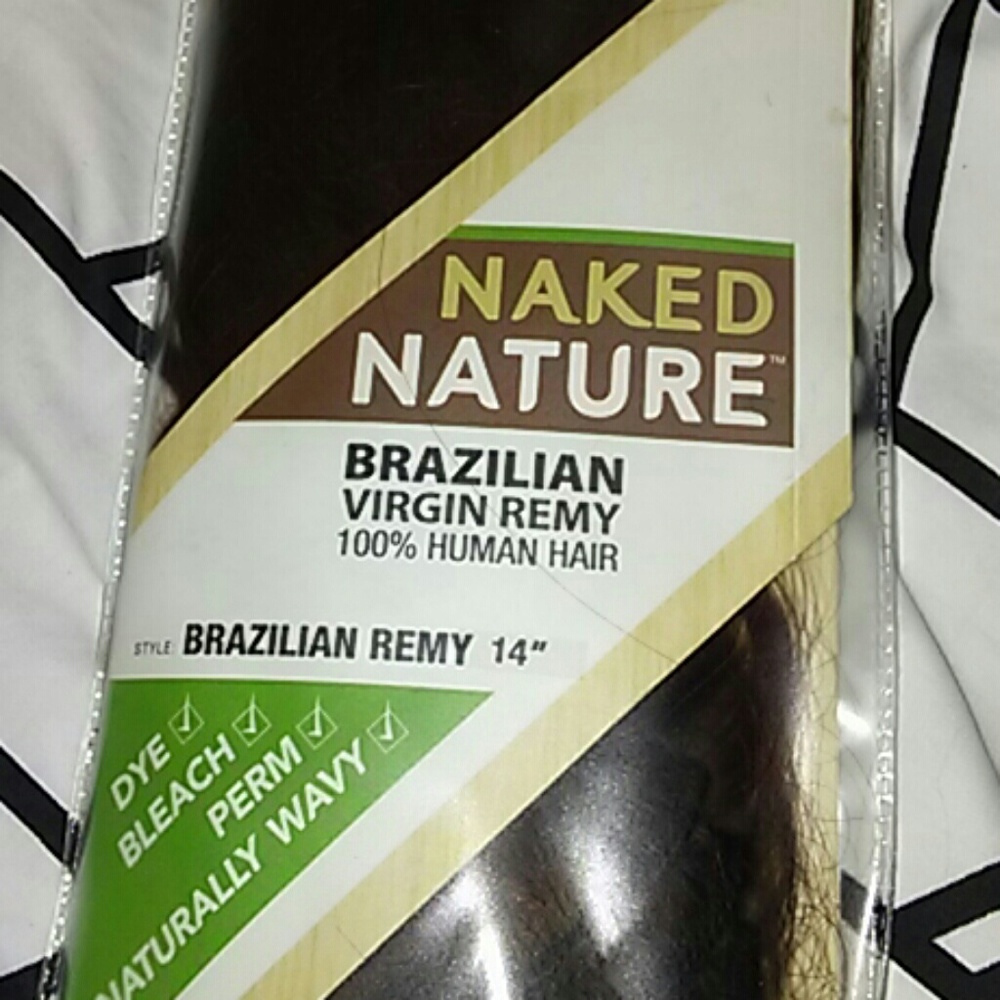 NAKED
NATURE™
BRAZILIAN
VIRGIN REMY
100% HUMAN HAIR
STYLE: BRAZILIAN REMY 14"
DYE
BLEACH
PERM
NATURALLY WAVY